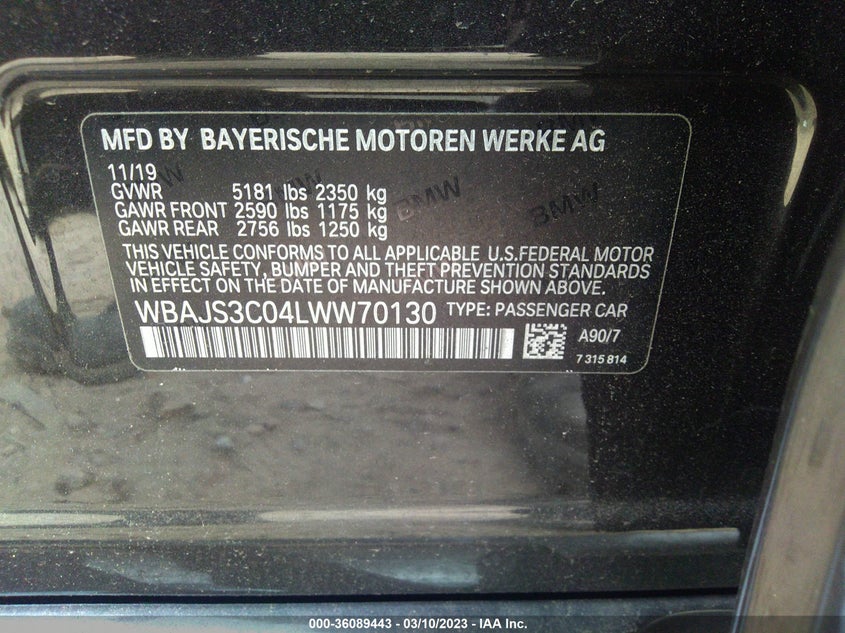 MFD BY BAYERISCHE MOTOREN WERKE AG
11/19
GVWR 5181 lbs 2350 kg
GAWR FRONT 2590 lbs 1175 kg
GAWR REAR 2756 lbs 1250 kg
THIS VEHICLE CONFORMS TO ALL APPLICABLE U.S.FEDERAL MOTOR
VEHICLE SAFETY, BUMPER AND THEFT PREVENTION STANDARDS
IN EFFECT ON THE DATE OF MANUFACTURE SHOWN ABOVE.
WBAJS3C04LWW70130 TYPE: PASSENGER CAR
A90/7
7 315 814
BMW
BMW
000-36089443 - 03/10/2023 - IAA Inc.